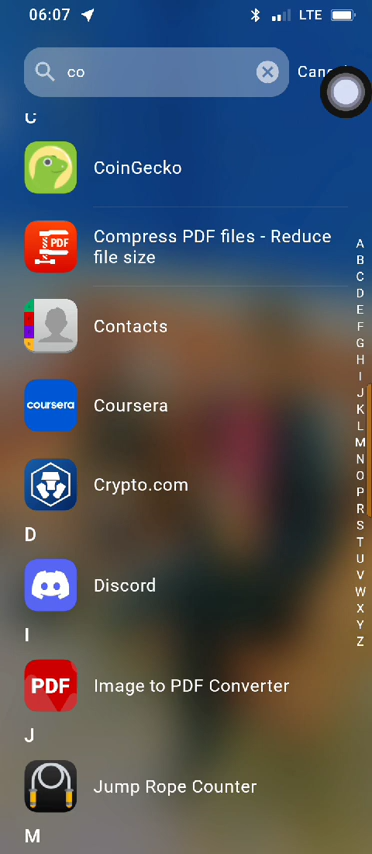 06:07
LTE
co
Cancel
C
CoinGecko
PDF
Compress PDF files - Reduce
file size
Contacts
coursera
Coursera
Crypto.com
D
Discord
I
PDF
Image to PDF Converter
J
Jump Rope Counter
M
A
B
C
D
E
F
G
H
I
J
K
L
M
N
O
P
R
S
T
U
V
W
X
Y
Z